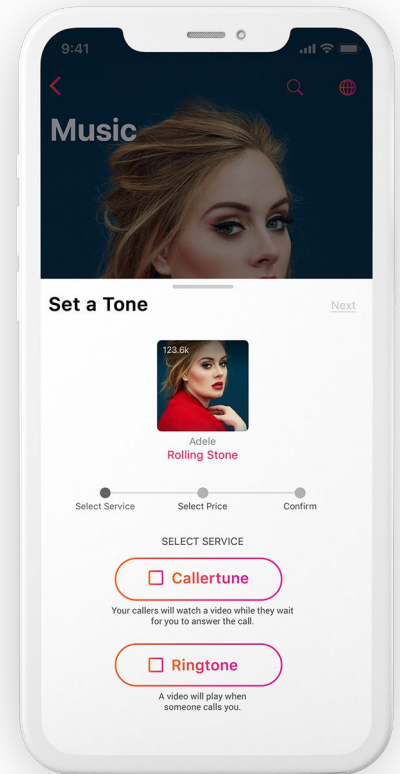 9:41
Music
Set a Tone
Next
123.6k
Adele
Rolling Stone
Select Service Select Price Confirm
SELECT SERVICE
Callertune
Your callers will watch a video while they wait
for you to answer the call.
Ringtone
A video will play when
someone calls you.